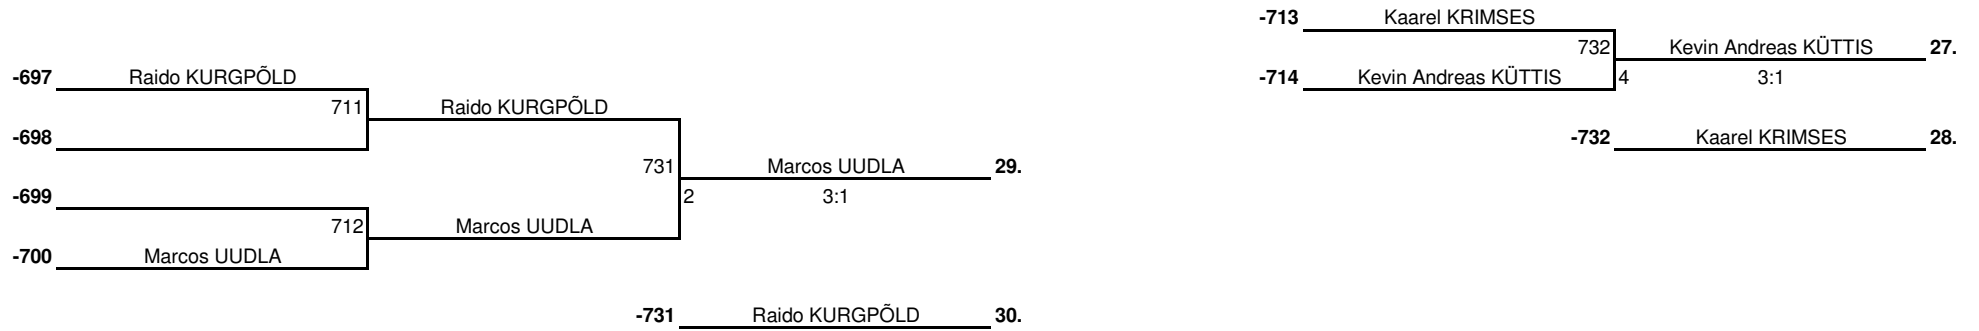 -697 Raido KURGPÕLD
711 Raido KURGPÕLD
-698
731 Marcos UUDLA 29.
-699
2 3:1
712 Marcos UUDLA
-700 Marcos UUDLA
-731 Raido KURGPÕLD 30.
-713 Kaarel KRIMSES
732 Kevin Andreas KÜTTIS 27.
-714 Kevin Andreas KÜTTIS 4 3:1
-732 Kaarel KRIMSES 28.